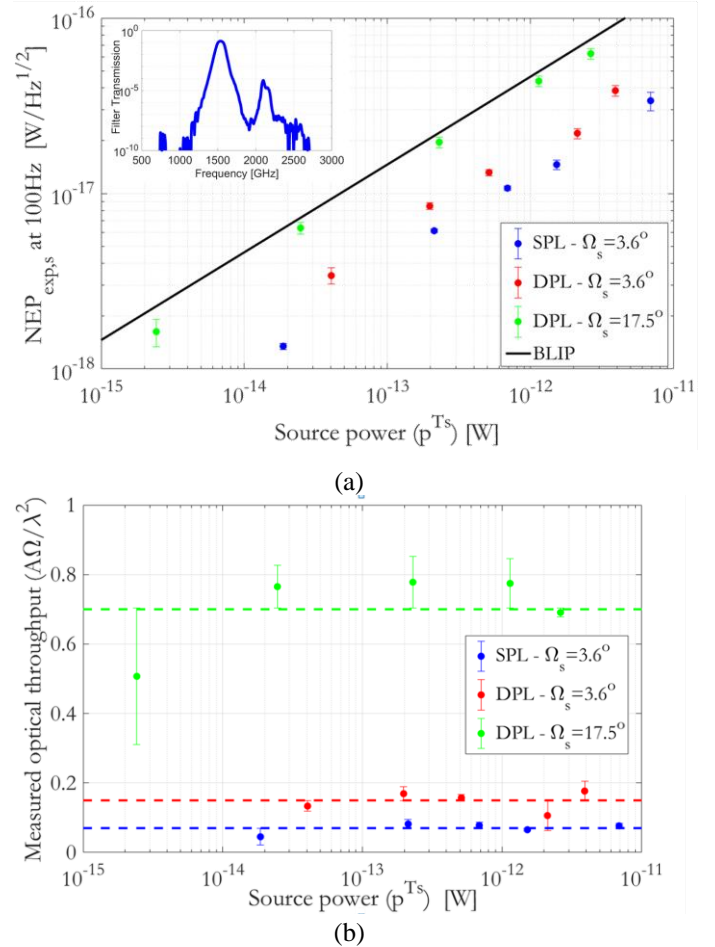 10⁻¹⁶
Filter Transmission
10⁰
10⁻⁵
10⁻¹⁰
500 1000 1500 2000 2500 3000
Frequency [GHz]
NEP_exp,s at 100Hz [W/Hz^1/2]
10⁻¹⁷
SPL - Ω_s=3.6°
DPL - Ω_s=3.6°
DPL - Ω_s=17.5°
BLIP
10⁻¹⁸
10⁻¹⁵ 10⁻¹⁴ 10⁻¹³ 10⁻¹² 10⁻¹¹
Source power (p^Ts) [W]
(a)
Measured optical throughput (AΩ/λ²)
1
0.8
0.6
0.4
0.2
0
SPL - Ω_s=3.6°
DPL - Ω_s=3.6°
DPL - Ω_s=17.5°
10⁻¹⁵ 10⁻¹⁴ 10⁻¹³ 10⁻¹² 10⁻¹¹
Source power (p^Ts) [W]
(b)